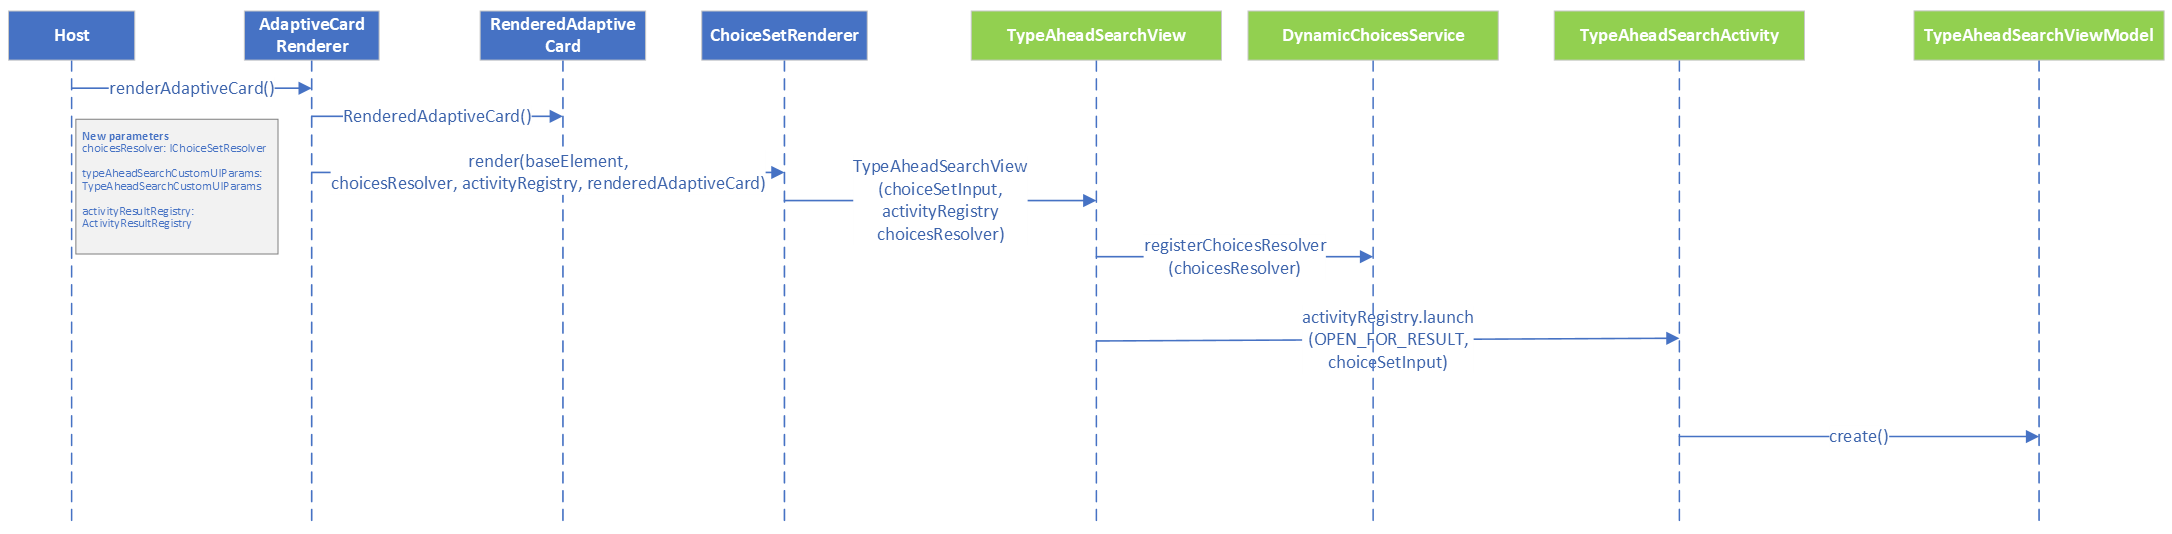 Host
AdaptiveCard
Renderer
RenderedAdaptive
Card
ChoiceSetRenderer
TypeAheadSearchView
DynamicChoicesService
TypeAheadSearchActivity
TypeAheadSearchViewModel
renderAdaptiveCard()
RenderedAdaptiveCard()
New parameters
choicesResolver: IChoiceSetResolver
typeAheadSearchCustomUIParams:
TypeAheadSearchCustomUIParams
activityResultRegistry:
ActivityResultRegistry
render(baseElement,
choicesResolver, activityRegistry, renderedAdaptiveCard)
TypeAheadSearchView
(choiceSetInput,
activityRegistry
choicesResolver)
registerChoicesResolver
(choicesResolver)
activityRegistry.launch
(OPEN_FOR_RESULT,
choiceSetInput)
create()